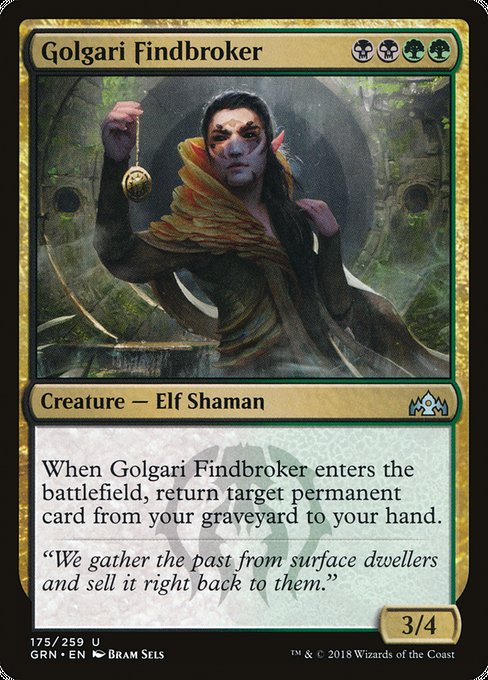 Golgari Findbroker
Creature — Elf Shaman
When Golgari Findbroker enters the
battlefield, return target permanent
card from your graveyard to your hand.
“We gather the past from surface dwellers
and sell it right back to them.”
3/4
175/259 U
GRN • EN Bram Sels
™ & © 2018 Wizards of the Coast